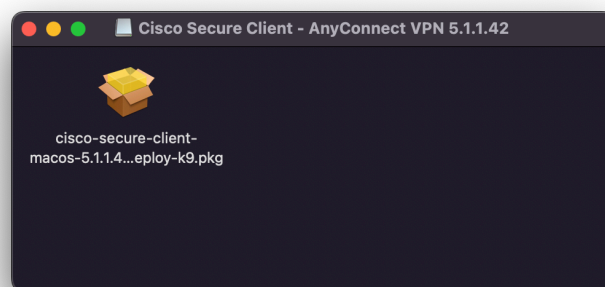 Cisco Secure Client - AnyConnect VPN 5.1.1.42
cisco-secure-client-
macos-5.1.1.4...eploy-k9.pkg